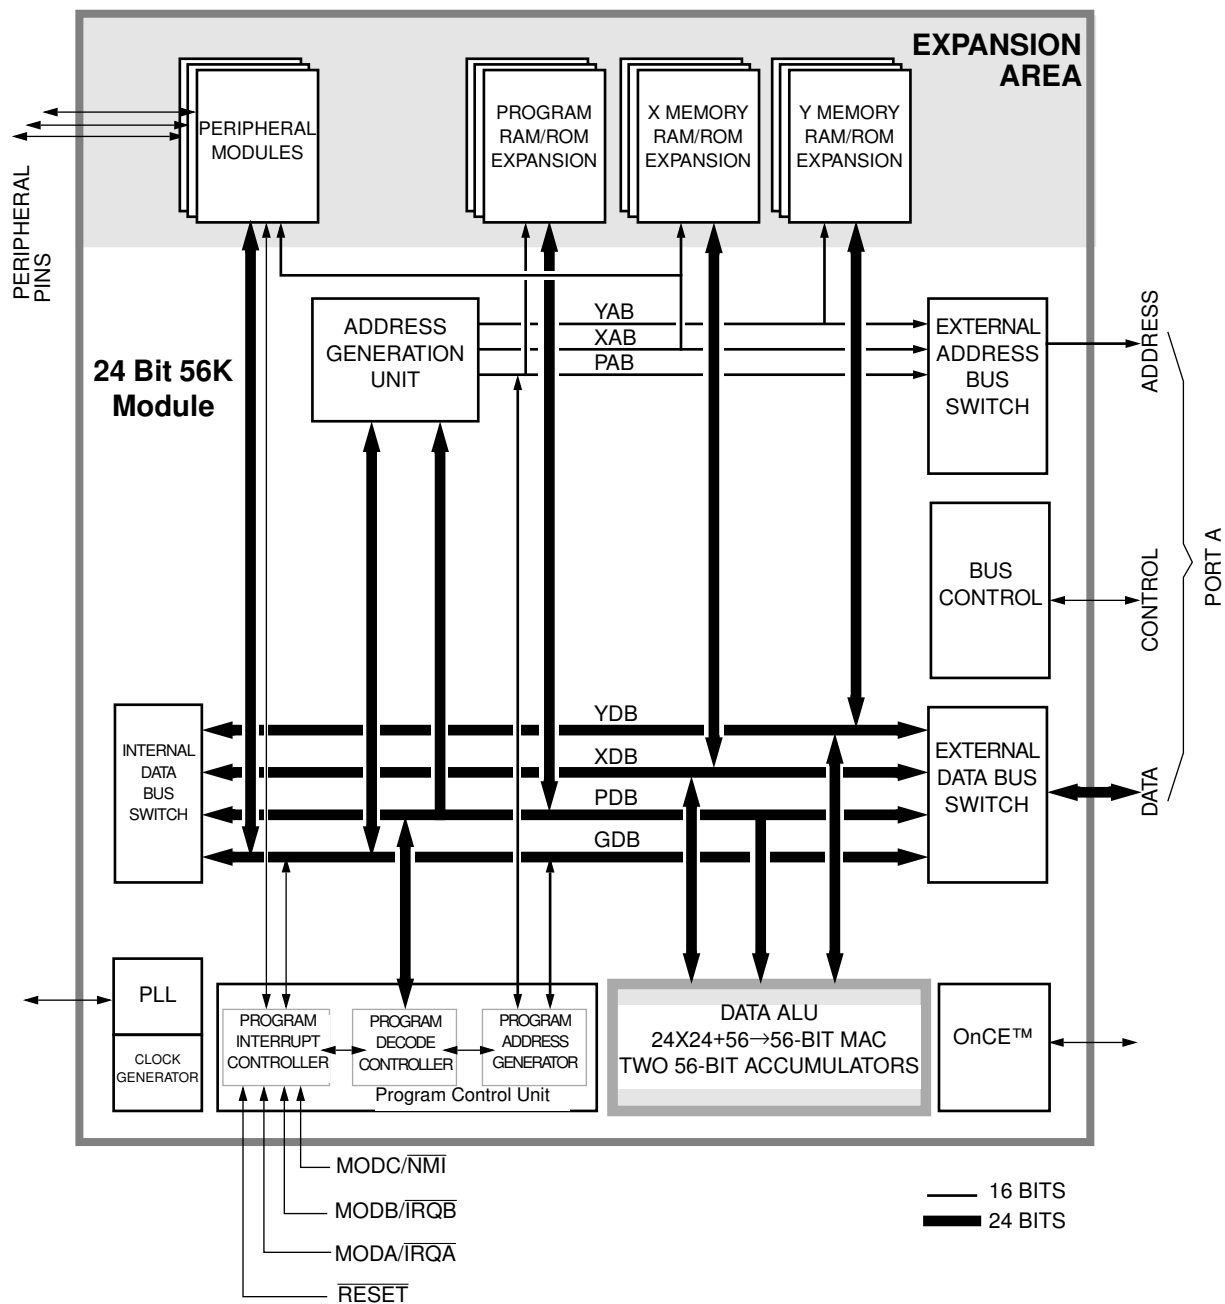 EXPANSION
AREA
PERIPHERAL
MODULES
PROGRAM
RAM/ROM
EXPANSION
X MEMORY
RAM/ROM
EXPANSION
Y MEMORY
RAM/ROM
EXPANSION
PERIPHERAL
PINS
24 Bit 56K
Module
ADDRESS
GENERATION
UNIT
YAB
XAB
PAB
EXTERNAL
ADDRESS
BUS
SWITCH
ADDRESS
BUS
CONTROL
CONTROL
PORT A
INTERNAL
DATA
BUS
SWITCH
YDB
XDB
PDB
GDB
EXTERNAL
DATA BUS
SWITCH
DATA
PLL
CLOCK
GENERATOR
PROGRAM
INTERRUPT
CONTROLLER
PROGRAM
DECODE
CONTROLLER
PROGRAM
ADDRESS
GENERATOR
Program Control Unit
DATA ALU
24X24+56→56-BIT MAC
TWO 56-BIT ACCUMULATORS
OnCE™
MODC/N̅M̅I̅
MODB/I̅R̅Q̅B̅
MODA/I̅R̅Q̅A̅
R̅E̅S̅E̅T̅
16 BITS
24 BITS